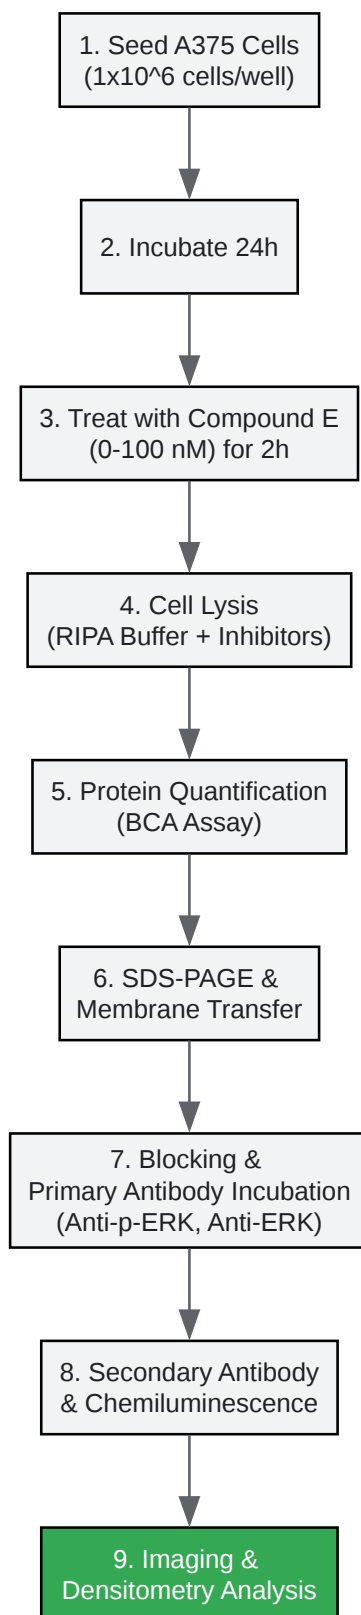 1. Seed A375 Cells
(1x10^6 cells/well)
2. Incubate 24h
3. Treat with Compound E
(0-100 nM) for 2h
4. Cell Lysis
(RIPA Buffer + Inhibitors)
5. Protein Quantification
(BCA Assay)
6. SDS-PAGE &
Membrane Transfer
7. Blocking &
Primary Antibody Incubation
(Anti-p-ERK, Anti-ERK)
8. Secondary Antibody
& Chemiluminescence
9. Imaging &
Densitometry Analysis